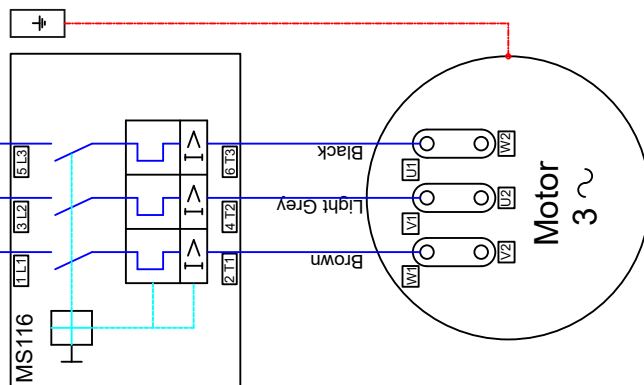 MS116
1 L1
3 L2
5 L3
I>
I>
I>
2 T1
4 T2
6 T3
Brown
Light Grey
Black
W1
V1
U1
V2
U2
W2
Motor
3 ~